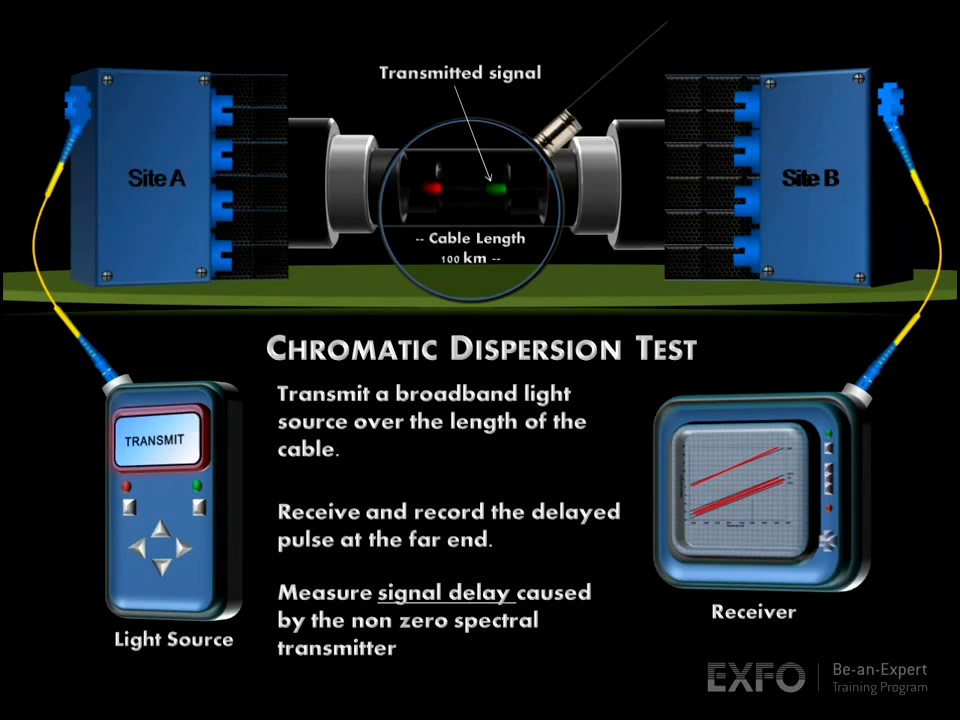 Transmitted signal
Site A
Site B
-- Cable Length
100 km --
CHROMATIC DISPERSION TEST
Transmit a broadband light
source over the length of the
cable.
TRANSMIT
Receive and record the delayed
pulse at the far end.
Measure signal delay caused
by the non zero spectral
transmitter
Light Source
Receiver
EXFO
Be-an-Expert
Training Program